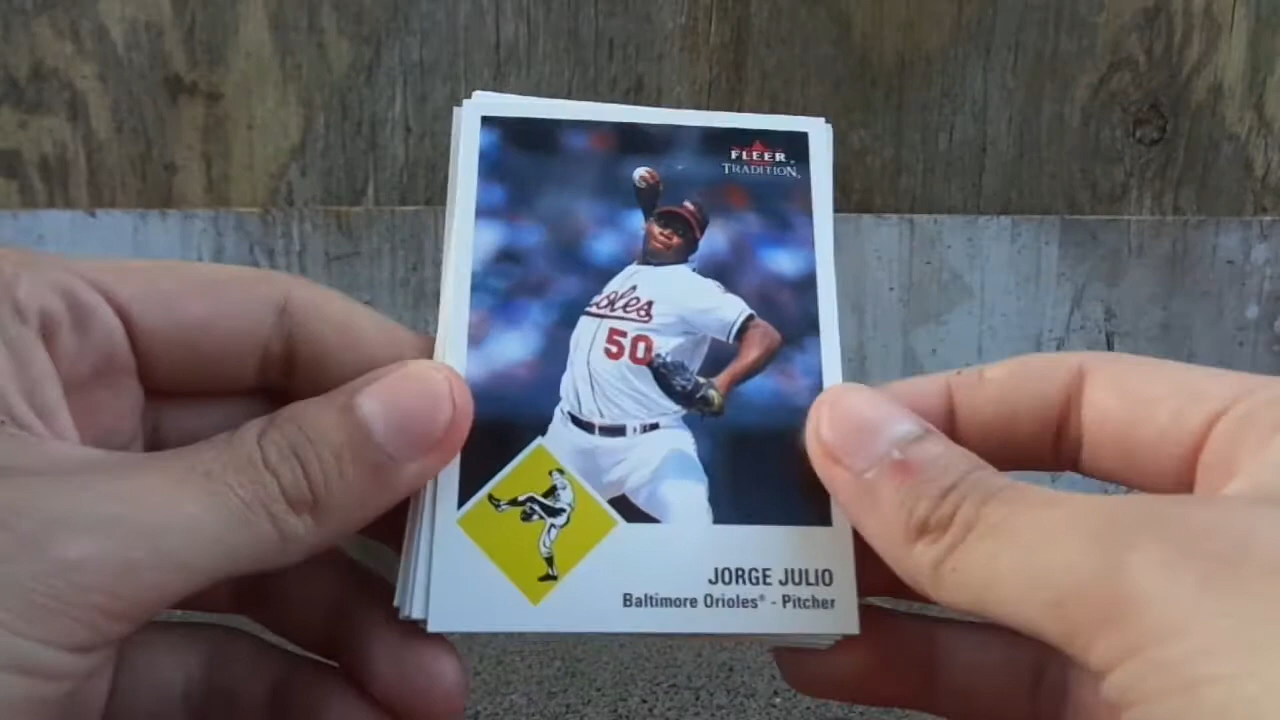 FLEER
TRADITION
oles
50
JORGE JULIO
Baltimore Orioles® - Pitcher